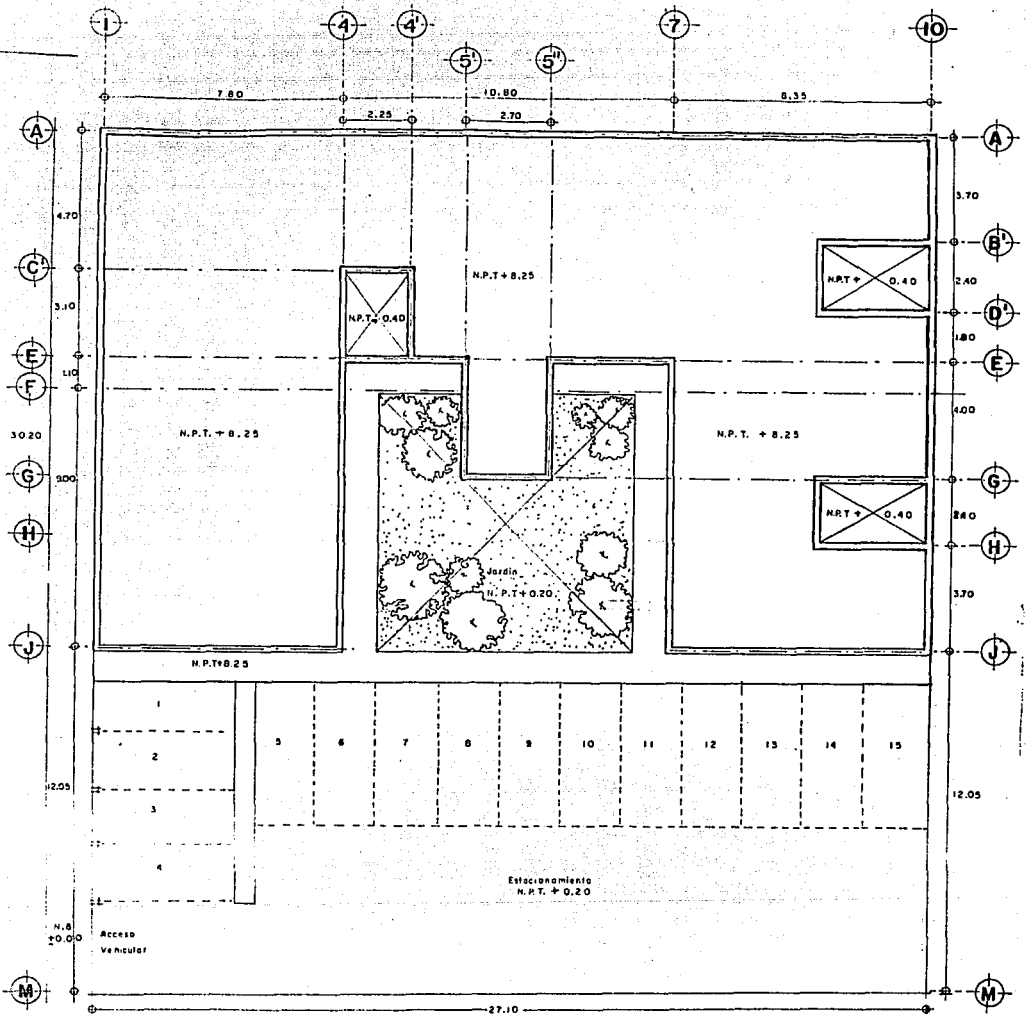 1
4
4'
5'
5"
7
10
7.80
10.80
8.35
2.25
2.70
A
A
4.70
3.70
B'
C'
N.P.T + 8.25
N.P.T + 0.40
2.40
3.10
N.P.T + 0.40
D'
1.80
E
E
1.10
F
4.00
30.20
N.P.T. + 8.25
N.P.T. + 8.25
G
G
9.00
N.P.T + 0.40
H
H
Jardín
N.P.T + 0.20
3.70
J
J
N.P.T+8.25
1
2
3
4
5
6
7
8
9
10
11
12
13
14
15
12.05
12.05
Estacionamiento
N.P.T. + 0.20
N.B
±0.00
Acceso
Vehicular
M
M
27.10